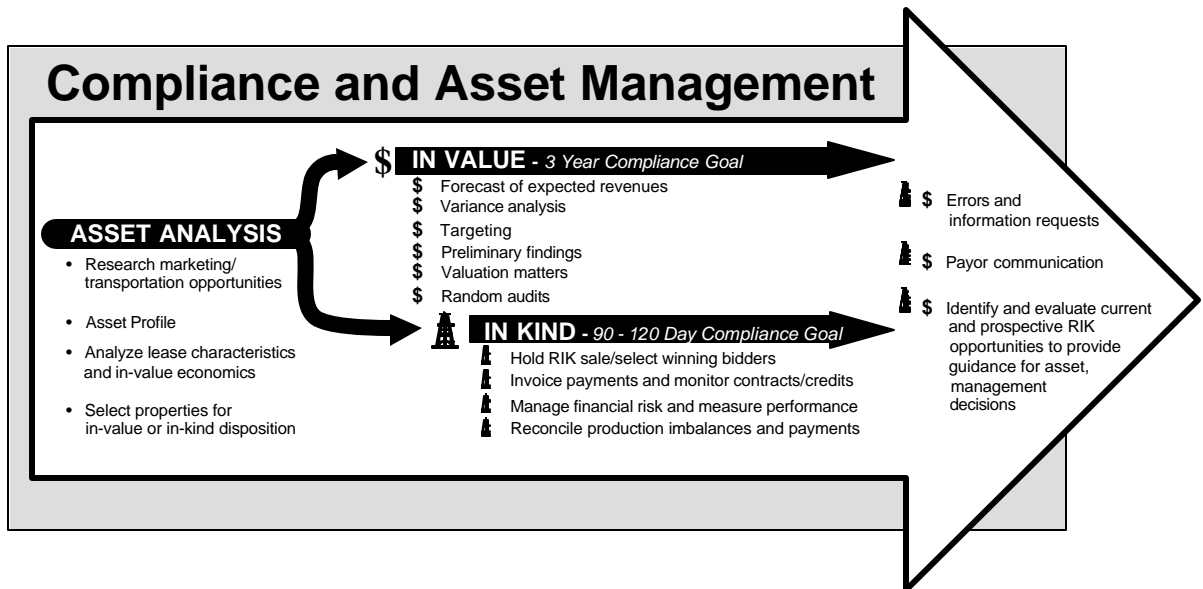 Compliance and Asset Management
ASSET ANALYSIS
• Research marketing/
transportation opportunities
• Asset Profile
• Analyze lease characteristics
and in-value economics
• Select properties for
in-value or in-kind disposition
$ IN VALUE - 3 Year Compliance Goal
$ Forecast of expected revenues
$ Variance analysis
$ Targeting
$ Preliminary findings
$ Valuation matters
$ Random audits
IN KIND - 90 - 120 Day Compliance Goal
Hold RIK sale/select winning bidders
Invoice payments and monitor contracts/credits
Manage financial risk and measure performance
Reconcile production imbalances and payments
$ Errors and
information requests
$ Payor communication
$ Identify and evaluate current
and prospective RIK
opportunities to provide
guidance for asset,
management
decisions